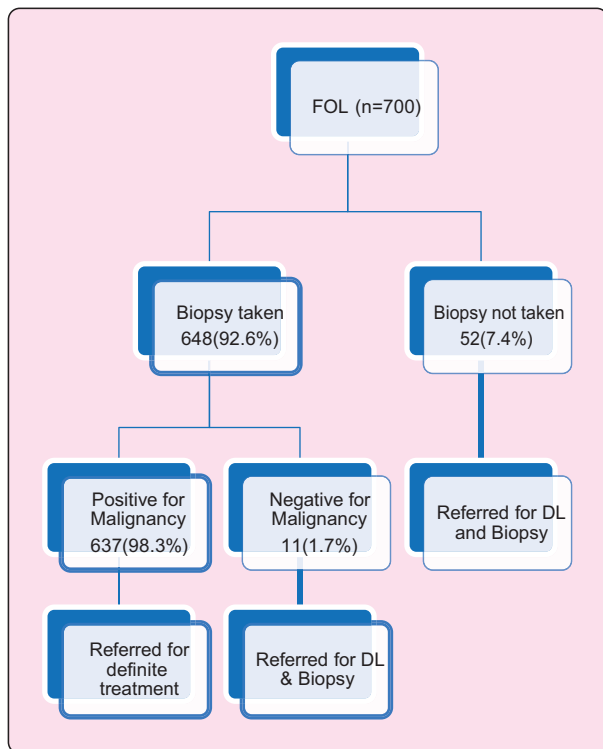 FOL (n=700)
Biopsy taken
648(92.6%)
Biopsy not taken
52(7.4%)
Positive for
Malignancy
637(98.3%)
Negative for
Malignancy
11(1.7%)
Referred for DL
and Biopsy
Referred for
definite
treatment
Referred for DL
& Biopsy